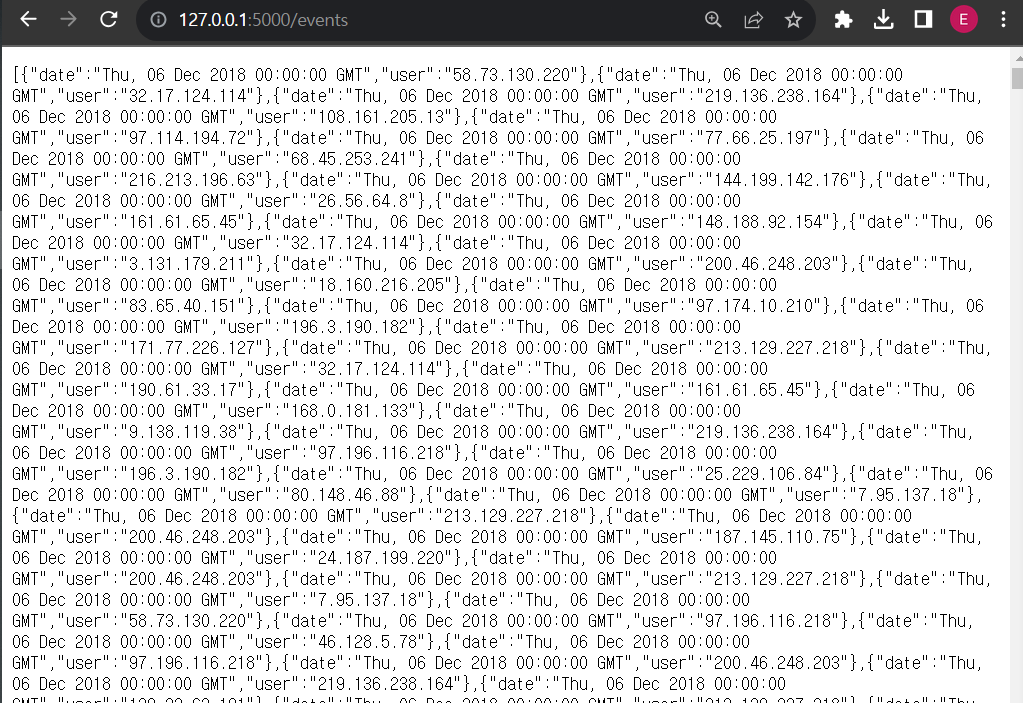 127.0.0.1:5000/events
E
[{"date":"Thu, 06 Dec 2018 00:00:00 GMT","user":"58.73.130.220"},{"date":"Thu, 06 Dec 2018 00:00:00
GMT","user":"32.17.124.114"},{"date":"Thu, 06 Dec 2018 00:00:00 GMT","user":"219.136.238.164"},{"date":"Thu,
06 Dec 2018 00:00:00 GMT","user":"108.161.205.13"},{"date":"Thu, 06 Dec 2018 00:00:00
GMT","user":"97.114.194.72"},{"date":"Thu, 06 Dec 2018 00:00:00 GMT","user":"77.66.25.197"},{"date":"Thu, 06
Dec 2018 00:00:00 GMT","user":"68.45.253.241"},{"date":"Thu, 06 Dec 2018 00:00:00
GMT","user":"216.213.196.63"},{"date":"Thu, 06 Dec 2018 00:00:00 GMT","user":"144.199.142.176"},{"date":"Thu,
06 Dec 2018 00:00:00 GMT","user":"26.56.64.8"},{"date":"Thu, 06 Dec 2018 00:00:00
GMT","user":"161.61.65.45"},{"date":"Thu, 06 Dec 2018 00:00:00 GMT","user":"148.188.92.154"},{"date":"Thu, 06
Dec 2018 00:00:00 GMT","user":"32.17.124.114"},{"date":"Thu, 06 Dec 2018 00:00:00
GMT","user":"3.131.179.211"},{"date":"Thu, 06 Dec 2018 00:00:00 GMT","user":"200.46.248.203"},{"date":"Thu,
06 Dec 2018 00:00:00 GMT","user":"18.160.216.205"},{"date":"Thu, 06 Dec 2018 00:00:00
GMT","user":"83.65.40.151"},{"date":"Thu, 06 Dec 2018 00:00:00 GMT","user":"97.174.10.210"},{"date":"Thu, 06
Dec 2018 00:00:00 GMT","user":"196.3.190.182"},{"date":"Thu, 06 Dec 2018 00:00:00
GMT","user":"171.77.226.127"},{"date":"Thu, 06 Dec 2018 00:00:00 GMT","user":"213.129.227.218"},{"date":"Thu,
06 Dec 2018 00:00:00 GMT","user":"32.17.124.114"},{"date":"Thu, 06 Dec 2018 00:00:00
GMT","user":"190.61.33.17"},{"date":"Thu, 06 Dec 2018 00:00:00 GMT","user":"161.61.65.45"},{"date":"Thu, 06
Dec 2018 00:00:00 GMT","user":"168.0.181.133"},{"date":"Thu, 06 Dec 2018 00:00:00
GMT","user":"9.138.119.38"},{"date":"Thu, 06 Dec 2018 00:00:00 GMT","user":"219.136.238.164"},{"date":"Thu,
06 Dec 2018 00:00:00 GMT","user":"97.196.116.218"},{"date":"Thu, 06 Dec 2018 00:00:00
GMT","user":"196.3.190.182"},{"date":"Thu, 06 Dec 2018 00:00:00 GMT","user":"25.229.106.84"},{"date":"Thu, 06
Dec 2018 00:00:00 GMT","user":"80.148.46.88"},{"date":"Thu, 06 Dec 2018 00:00:00 GMT","user":"7.95.137.18"},
{"date":"Thu, 06 Dec 2018 00:00:00 GMT","user":"213.129.227.218"},{"date":"Thu, 06 Dec 2018 00:00:00
GMT","user":"200.46.248.203"},{"date":"Thu, 06 Dec 2018 00:00:00 GMT","user":"187.145.110.75"},{"date":"Thu,
06 Dec 2018 00:00:00 GMT","user":"24.187.199.220"},{"date":"Thu, 06 Dec 2018 00:00:00
GMT","user":"200.46.248.203"},{"date":"Thu, 06 Dec 2018 00:00:00 GMT","user":"213.129.227.218"},{"date":"Thu,
06 Dec 2018 00:00:00 GMT","user":"7.95.137.18"},{"date":"Thu, 06 Dec 2018 00:00:00
GMT","user":"58.73.130.220"},{"date":"Thu, 06 Dec 2018 00:00:00 GMT","user":"97.196.116.218"},{"date":"Thu,
06 Dec 2018 00:00:00 GMT","user":"46.128.5.78"},{"date":"Thu, 06 Dec 2018 00:00:00
GMT","user":"97.196.116.218"},{"date":"Thu, 06 Dec 2018 00:00:00 GMT","user":"200.46.248.203"},{"date":"Thu,
06 Dec 2018 00:00:00 GMT","user":"219.136.238.164"},{"date":"Thu, 06 Dec 2018 00:00:00